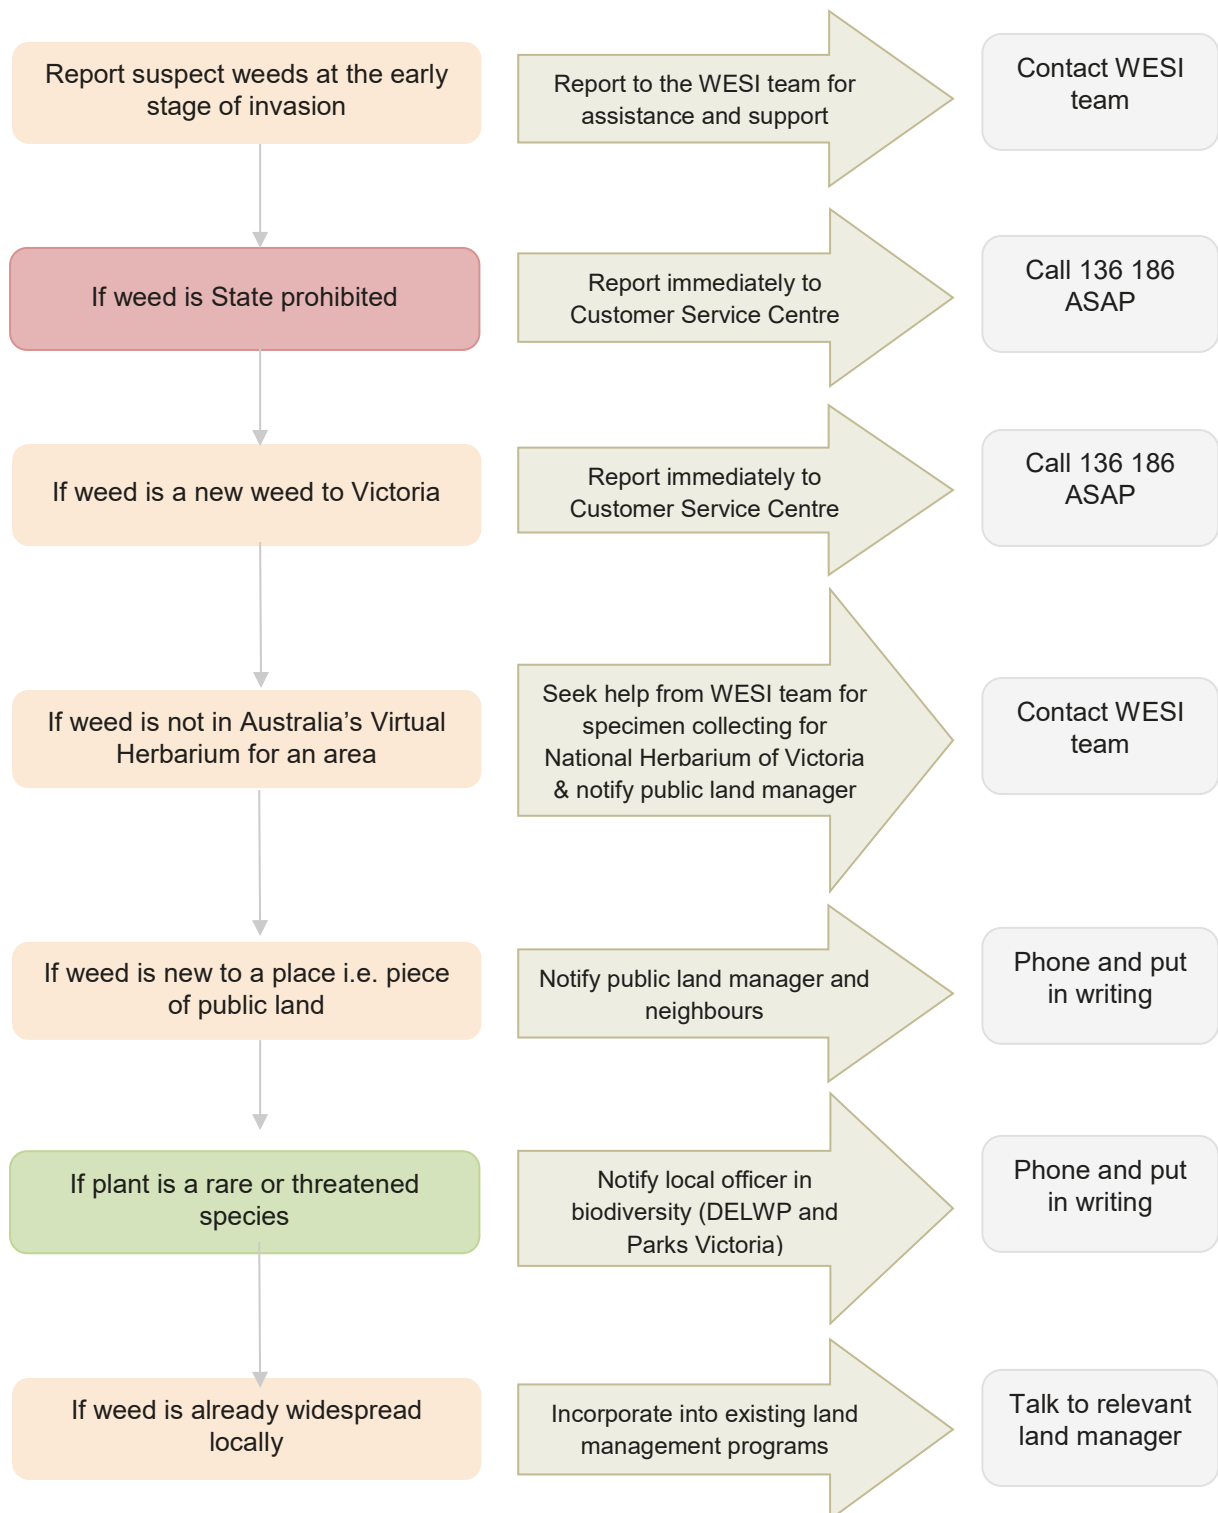 Report suspect weeds at the early
stage of invasion
Report to the WESI team for
assistance and support
Contact WESI
team
If weed is State prohibited
Report immediately to
Customer Service Centre
Call 136 186
ASAP
If weed is a new weed to Victoria
Report immediately to
Customer Service Centre
Call 136 186
ASAP
If weed is not in Australia’s Virtual
Herbarium for an area
Seek help from WESI team for
specimen collecting for
National Herbarium of Victoria
& notify public land manager
Contact WESI
team
If weed is new to a place i.e. piece
of public land
Notify public land manager and
neighbours
Phone and put
in writing
If plant is a rare or threatened
species
Notify local officer in
biodiversity (DELWP and
Parks Victoria)
Phone and put
in writing
If weed is already widespread
locally
Incorporate into existing land
management programs
Talk to relevant
land manager